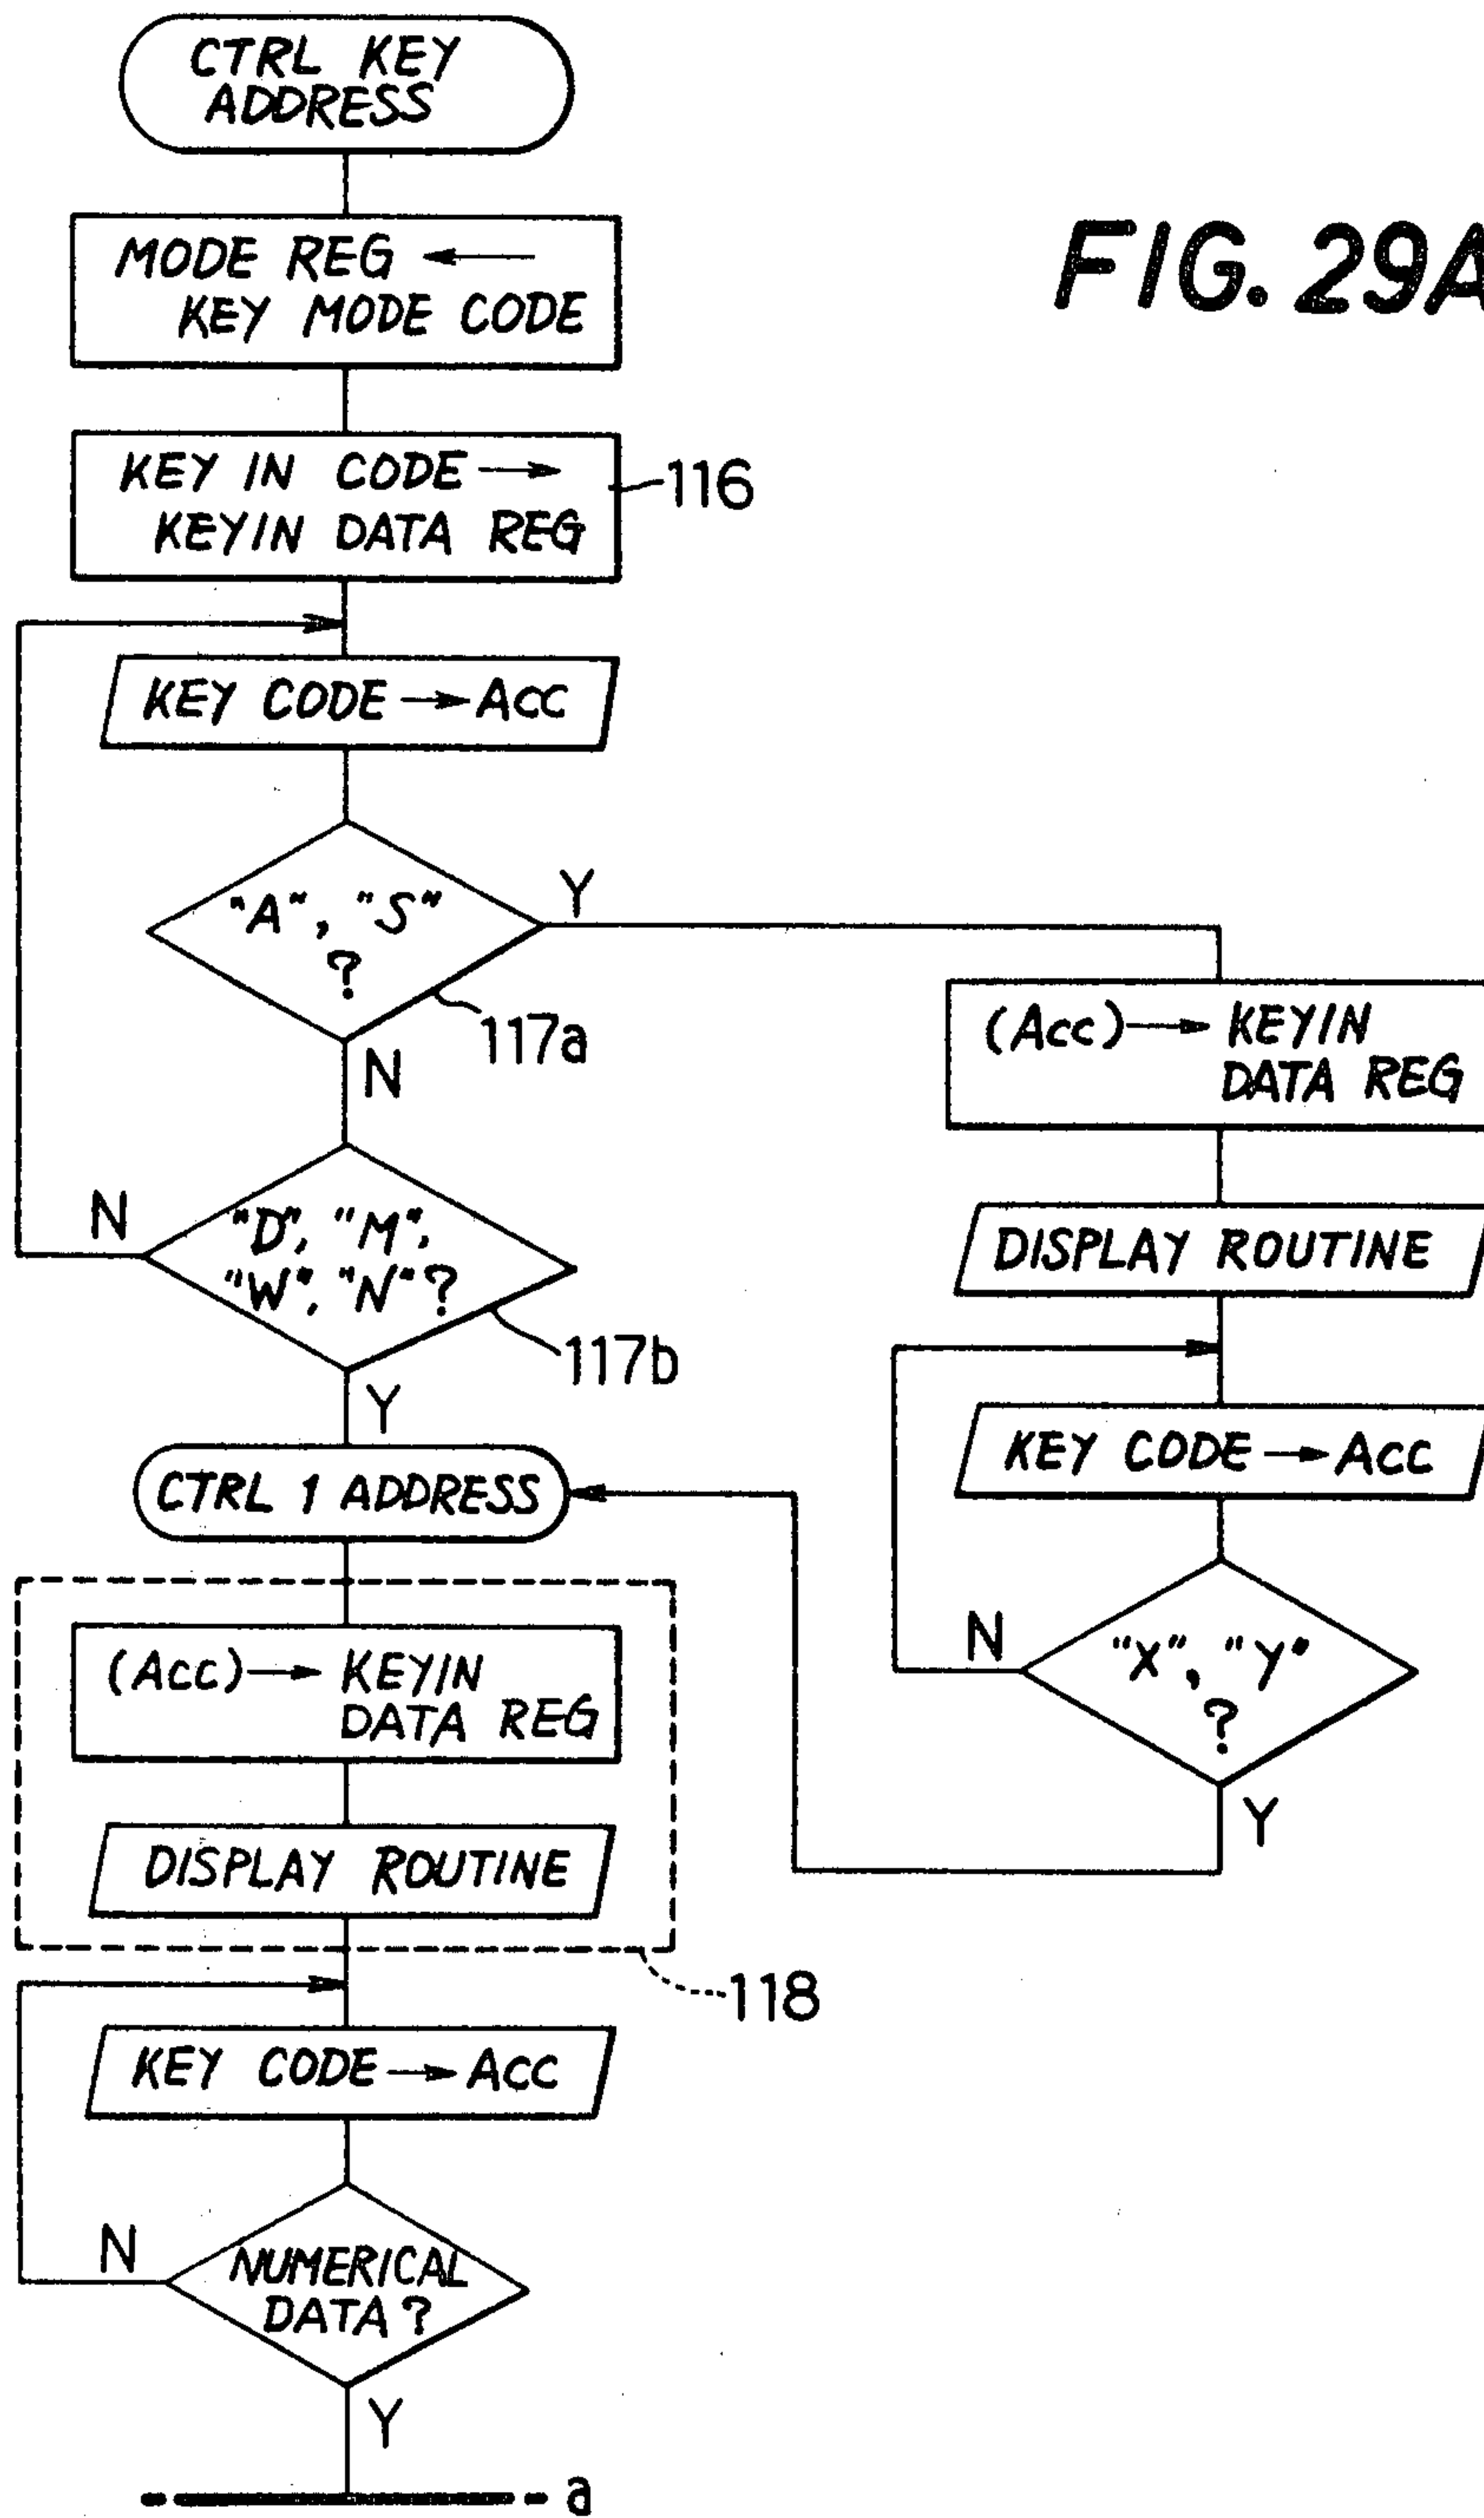 CTRL KEY
ADDRESS
FIG. 29A
MODE REG ←
KEY MODE CODE
KEY IN CODE →
KEYIN DATA REG
116
KEY CODE → ACC
"A", "S"
?
Y
117a
N
(ACC) → KEYIN
DATA REG
"D", "M",
"W", "N"?
N
117b
Y
DISPLAY ROUTINE
KEY CODE → ACC
CTRL 1 ADDRESS
"X", "Y"
?
N
Y
(ACC) → KEYIN
DATA REG
DISPLAY ROUTINE
118
KEY CODE → ACC
NUMERICAL
DATA?
N
Y
a